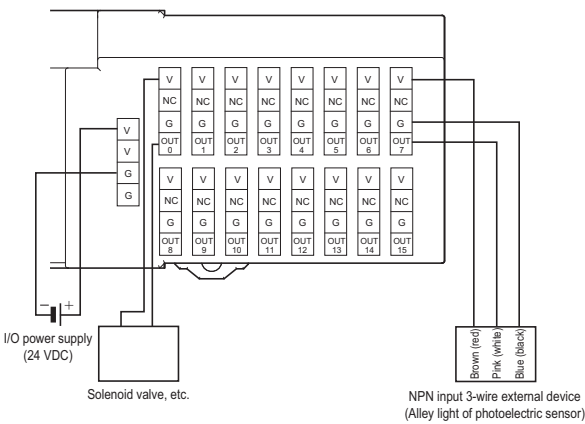 V V V V V V V V
NC NC NC NC NC NC NC NC
G G G G G G G G
OUT 0 OUT 1 OUT 2 OUT 3 OUT 4 OUT 5 OUT 6 OUT 7
V
V
G
G
V V V V V V V V
NC NC NC NC NC NC NC NC
G G G G G G G G
OUT 8 OUT 9 OUT 10 OUT 11 OUT 12 OUT 13 OUT 14 OUT 15
− +
I/O power supply
(24 VDC)
Solenoid valve, etc.
Brown (red)
Pink (white)
Blue (black)
NPN input 3-wire external device
(Alley light of photoelectric sensor)